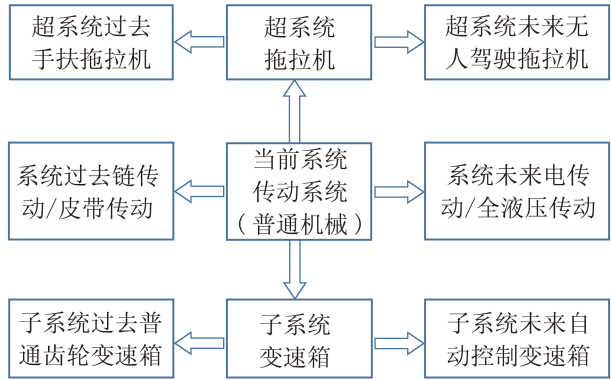 超系统过去
手扶拖拉机
超系统
拖拉机
超系统未来无
人驾驶拖拉机
系统过去链传
动/皮带传动
当前系统
传动系统
（普通机械）
系统未来电传
动/全液压传动
子系统过去普
通齿轮变速箱
子系统
变速箱
子系统未来自
动控制变速箱